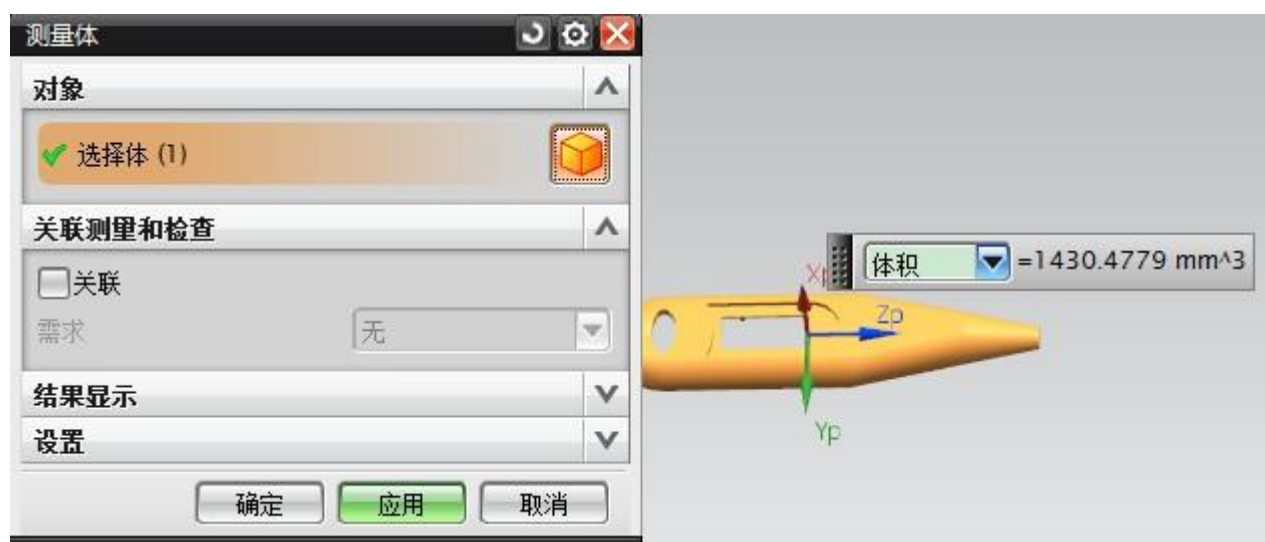 测量体
对象
选择体 (1)
关联测量和检查
关联
需求
无
结果显示
设置
确定
应用
取消
体积
=1430.4779 mm^3
Zp
Yp